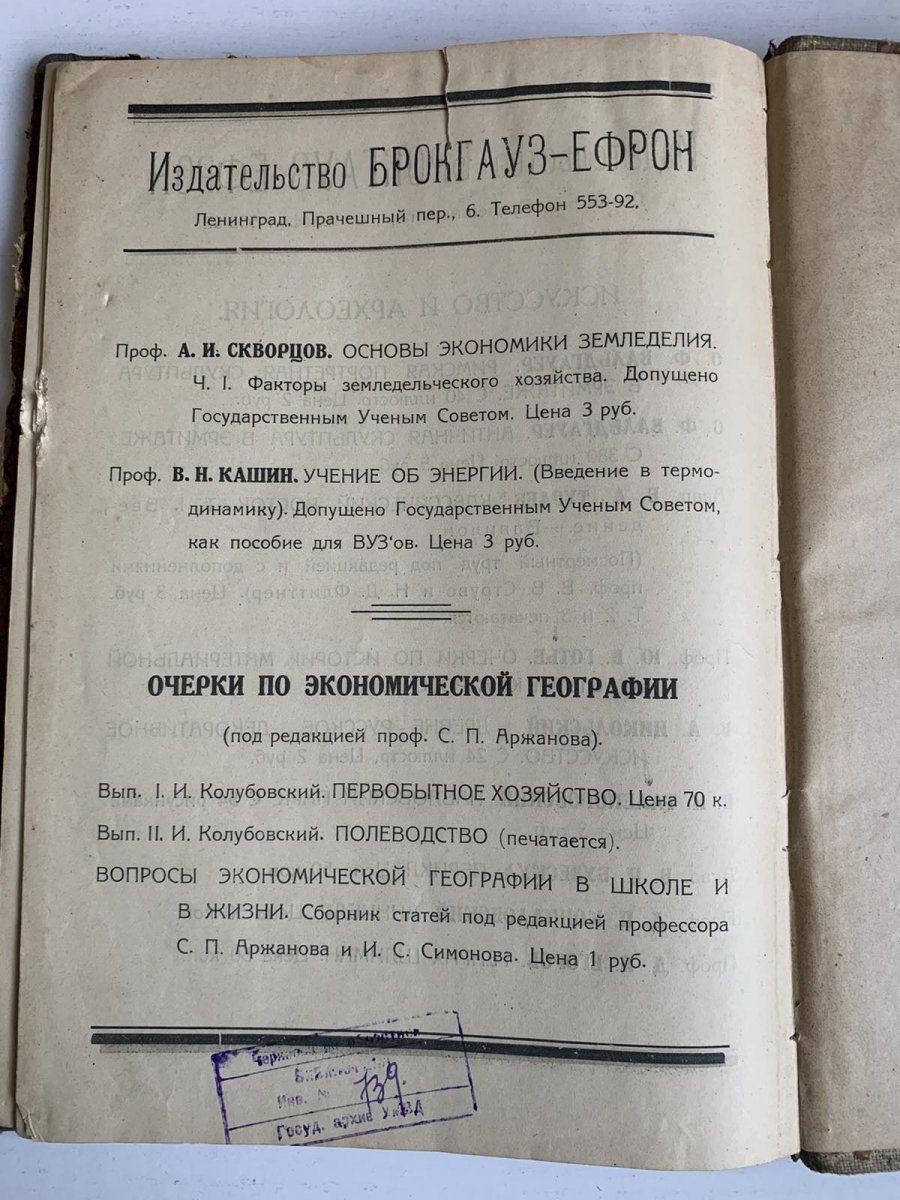 Издательство БРОКГАУЗ-ЕФРОН
Ленинград, Прачешный пер., 6. Телефон 553-92.
Проф. А. И. СКВОРЦОВ. ОСНОВЫ ЭКОНОМИКИ ЗЕМЛЕДЕЛИЯ.
Ч. I. Факторы земледельческого хозяйства. Допущено
Государственным Ученым Советом. Цена 3 руб.
Проф. В. Н. КАШИН. УЧЕНИЕ ОБ ЭНЕРГИИ. (Введение в термо-
динамику). Допущено Государственным Ученым Советом,
как пособие для ВУЗ'ов. Цена 3 руб.
ОЧЕРКИ ПО ЭКОНОМИЧЕСКОЙ ГЕОГРАФИИ
(под редакцией проф. С. П. Аржанова).
Вып. I. И. Колубовский. ПЕРВОБЫТНОЕ ХОЗЯЙСТВО. Цена 70 к.
Вып. II. И. Колубовский. ПОЛЕВОДСТВО (печатается).
ВОПРОСЫ ЭКОНОМИЧЕСКОЙ ГЕОГРАФИИ В ШКОЛЕ И
В ЖИЗНИ. Сборник статей под редакцией профессора
С. П. Аржанова и И. С. Симонова. Цена 1 руб.
Инв. № 139.
Госуд. архив